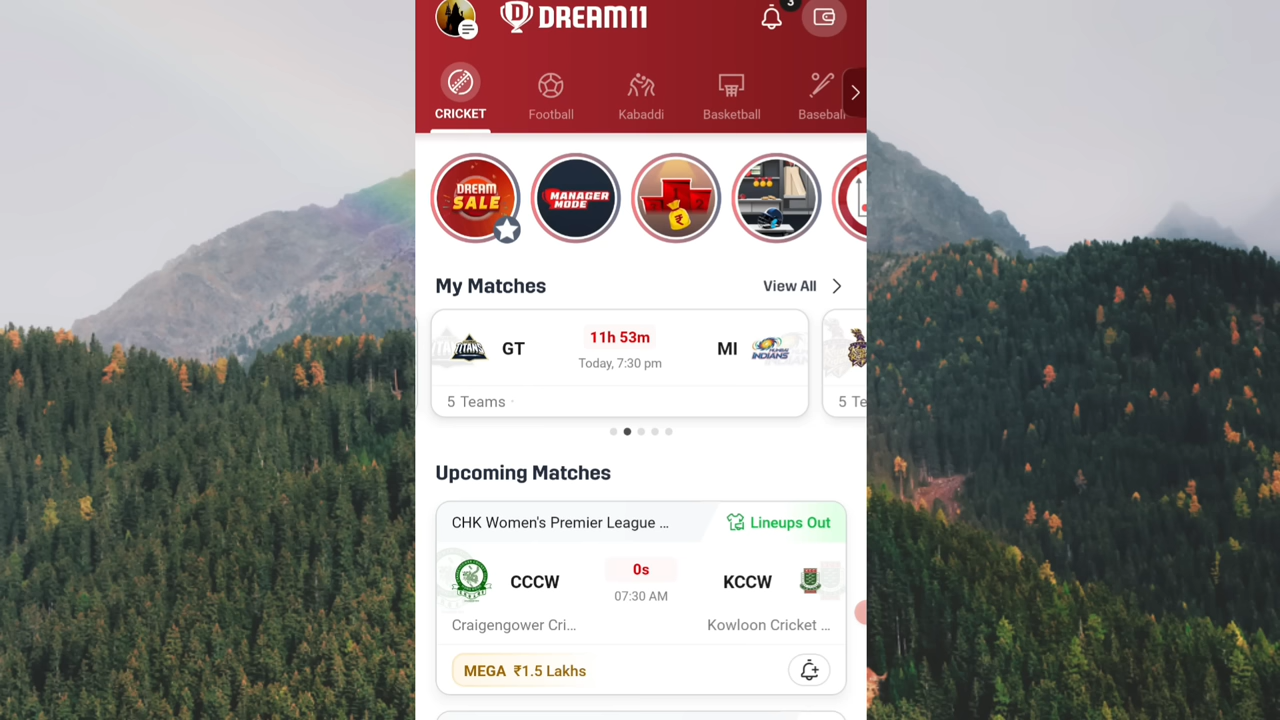 3
DREAM11
CRICKET Football Kabaddi Basketball Baseball
DREAM SALE
MANAGER MODE
My Matches View All
GT 11h 53m MI
Today, 7:30 pm
5 Teams 5 Te
Upcoming Matches
CHK Women's Premier League ... Lineups Out
CCCW 0s KCCW
07:30 AM
Craigengower Cri... Kowloon Cricket ...
MEGA ₹1.5 Lakhs